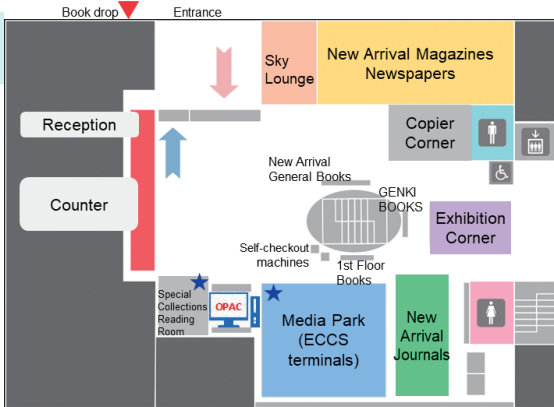 Book drop
Entrance
Sky
Lounge
New Arrival Magazines
Newspapers
Reception
Copier
Corner
New Arrival
General Books
GENKI
BOOKS
Counter
Exhibition
Corner
Self-checkout
machines
1st Floor
Books
Special
Collections
Reading
Room
OPAC
Media Park
(ECCS
terminals)
New
Arrival
Journals